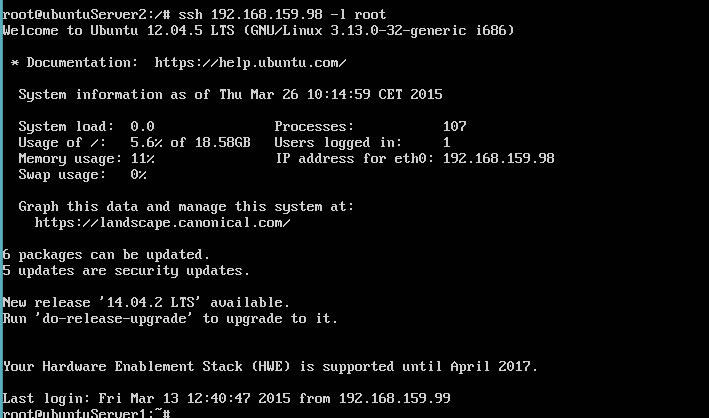 root@ubuntuServer2:/# ssh 192.168.159.98 -l root
Welcome to Ubuntu 12.04.5 LTS (GNU/Linux 3.13.0-32-generic i686)
* Documentation:  https://help.ubuntu.com/
System information as of Thu Mar 26 10:14:59 CET 2015
System load:  0.0               Processes:           107
Usage of /:   5.6% of 18.58GB   Users logged in:     1
Memory usage: 11%               IP address for eth0: 192.168.159.98
Swap usage:   0%
Graph this data and manage this system at:
https://landscape.canonical.com/
6 packages can be updated.
5 updates are security updates.
New release '14.04.2 LTS' available.
Run 'do-release-upgrade' to upgrade to it.
Your Hardware Enablement Stack (HWE) is supported until April 2017.
Last login: Fri Mar 13 12:40:47 2015 from 192.168.159.99
root@ubuntuServer1:~#